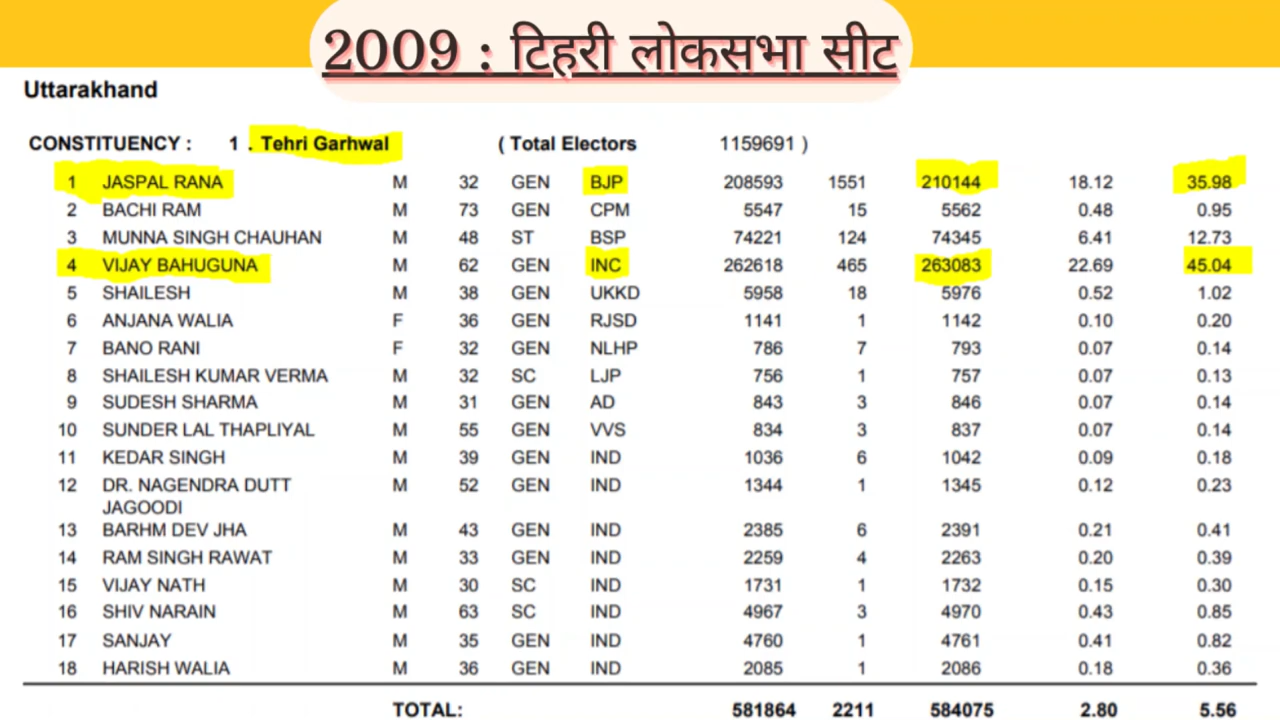 2009 : टिहरी लोकसभा सीट
Uttarakhand
CONSTITUENCY : 1 . Tehri Garhwal ( Total Electors 1159691 )
1 JASPAL RANA M 32 GEN BJP 208593 1551 210144 18.12 35.98
2 BACHI RAM M 73 GEN CPM 5547 15 5562 0.48 0.95
3 MUNNA SINGH CHAUHAN M 48 ST BSP 74221 124 74345 6.41 12.73
4 VIJAY BAHUGUNA M 62 GEN INC 262618 465 263083 22.69 45.04
5 SHAILESH M 38 GEN UKKD 5958 18 5976 0.52 1.02
6 ANJANA WALIA F 36 GEN RJSD 1141 1 1142 0.10 0.20
7 BANO RANI F 32 GEN NLHP 786 7 793 0.07 0.14
8 SHAILESH KUMAR VERMA M 32 SC LJP 756 1 757 0.07 0.13
9 SUDESH SHARMA M 31 GEN AD 843 3 846 0.07 0.14
10 SUNDER LAL THAPLIYAL M 55 GEN VVS 834 3 837 0.07 0.14
11 KEDAR SINGH M 39 GEN IND 1036 6 1042 0.09 0.18
12 DR. NAGENDRA DUTT M 52 GEN IND 1344 1 1345 0.12 0.23
JAGOODI
13 BARHM DEV JHA M 43 GEN IND 2385 6 2391 0.21 0.41
14 RAM SINGH RAWAT M 33 GEN IND 2259 4 2263 0.20 0.39
15 VIJAY NATH M 30 SC IND 1731 1 1732 0.15 0.30
16 SHIV NARAIN M 63 SC IND 4967 3 4970 0.43 0.85
17 SANJAY M 35 GEN IND 4760 1 4761 0.41 0.82
18 HARISH WALIA M 36 GEN IND 2085 1 2086 0.18 0.36
TOTAL: 581864 2211 584075 2.80 5.56